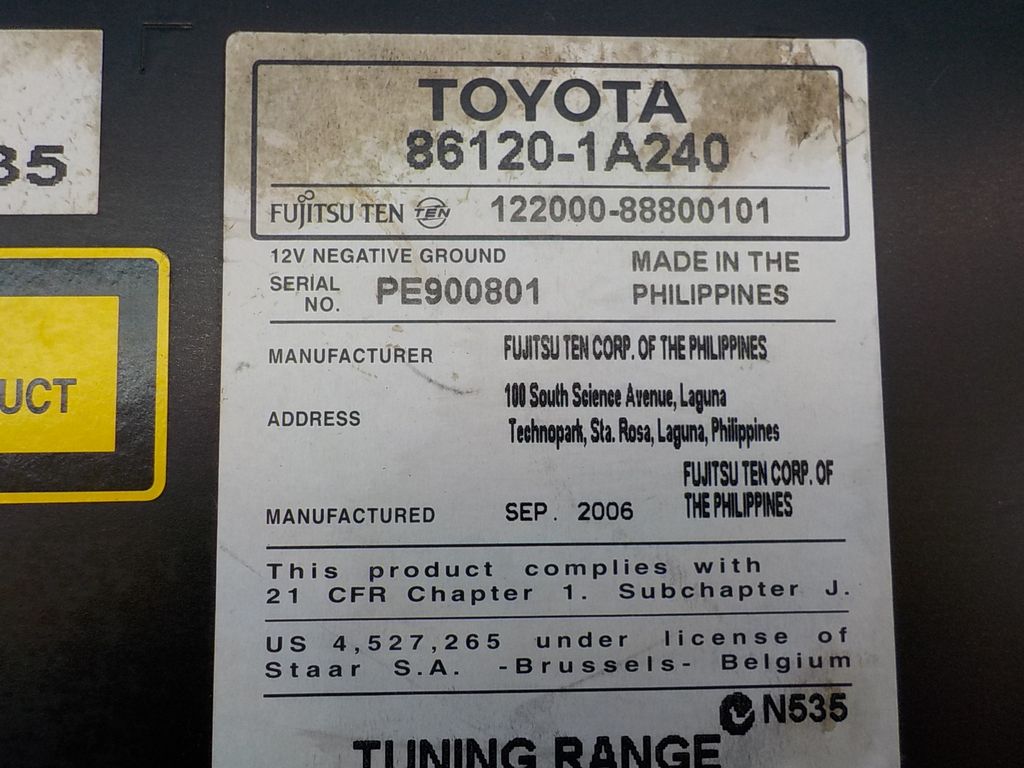 35
UCT
TOYOTA
86120-1A240
FUJITSU TEN TEN 122000-88800101
12V NEGATIVE GROUND
SERIAL NO. PE900801
MADE IN THE PHILIPPINES
MANUFACTURER FUJITSU TEN CORP. OF THE PHILIPPINES
ADDRESS 100 South Science Avenue, Laguna
Technopark, Sta. Rosa, Laguna, Philippines
MANUFACTURED SEP. 2006
FUJITSU TEN CORP. OF
THE PHILIPPINES
This product complies with
21 CFR Chapter 1. Subchapter J.
US 4,527,265 under license of
Staar S.A. -Brussels- Belgium
N535
TUNING RANGE